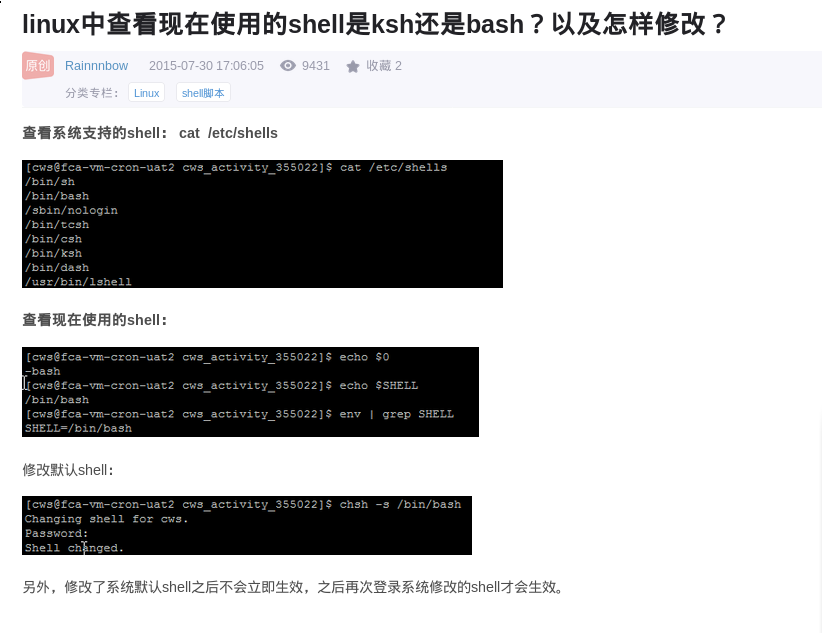 linux中查看现在使用的shell是ksh还是bash？以及怎样修改？
原创 Rainnnbow 2015-07-30 17:06:05 9431 收藏 2
分类专栏： Linux shell脚本
查看系统支持的shell： cat /etc/shells
[cws@fca-vm-cron-uat2 cws_activity_355022]$ cat /etc/shells
/bin/sh
/bin/bash
/sbin/nologin
/bin/tcsh
/bin/csh
/bin/ksh
/bin/dash
/usr/bin/lshell
查看现在使用的shell：
[cws@fca-vm-cron-uat2 cws_activity_355022]$ echo $0
-bash
[cws@fca-vm-cron-uat2 cws_activity_355022]$ echo $SHELL
/bin/bash
[cws@fca-vm-cron-uat2 cws_activity_355022]$ env | grep SHELL
SHELL=/bin/bash
修改默认shell：
[cws@fca-vm-cron-uat2 cws_activity_355022]$ chsh -s /bin/bash
Changing shell for cws.
Password:
Shell changed.
另外，修改了系统默认shell之后不会立即生效，之后再次登录系统修改的shell才会生效。